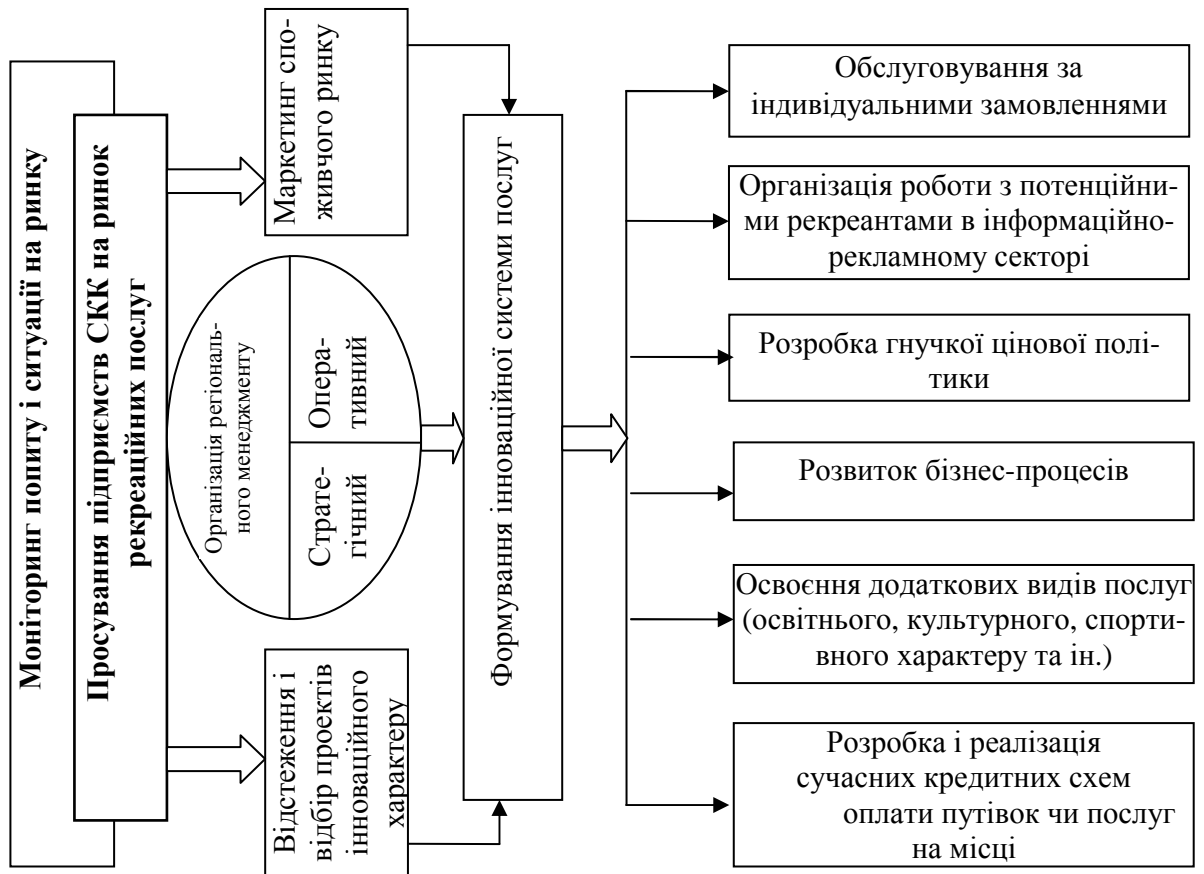 Моніторинг попиту і ситуації на ринку
Просування підприємств СКК на ринок
рекреаційних послуг
Маркетинг спо-
живчого ринку
Організація регіональ-
ного менеджменту
Опера-
тивний
Страте-
гічний
Відстеження і
відбір проектів
інноваційного
характеру
Формування інноваційної системи послуг
Обслуговування за
індивідуальними замовленнями
Організація роботи з потенційни-
ми рекреантами в інформаційно-
рекламному секторі
Розробка гнучкої цінової полі-
тики
Розвиток бізнес-процесів
Освоєння додаткових видів послуг
(освітнього, культурного, спорти-
вного характеру та ін.)
Розробка і реалізація
сучасних кредитних схем
оплати путівок чи послуг
на місці